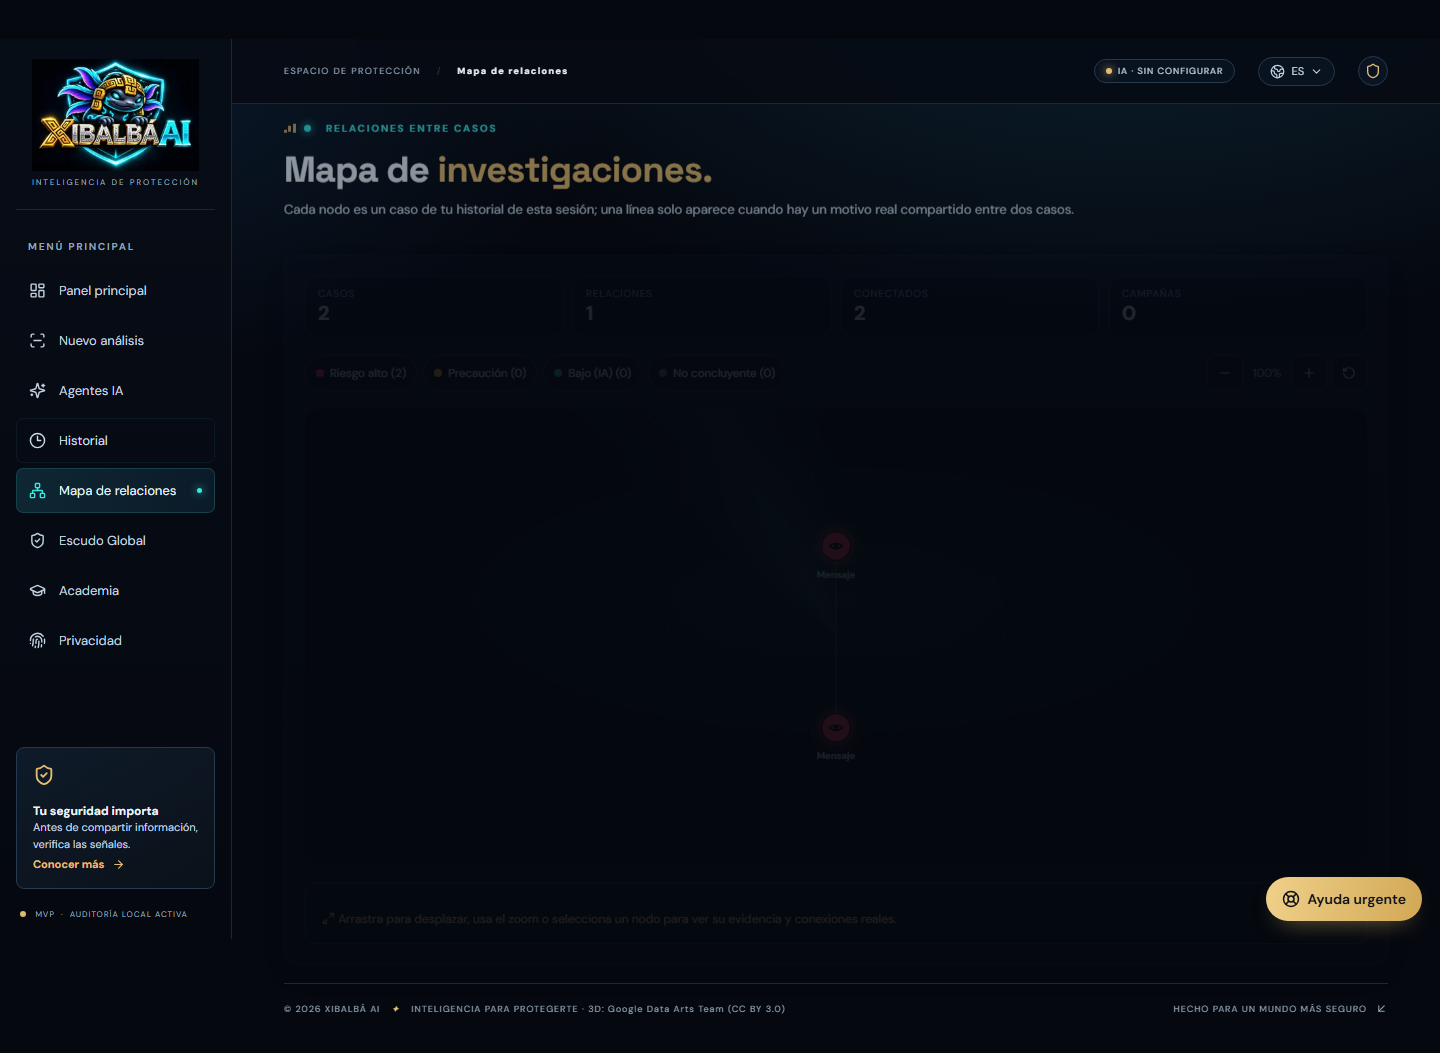 XIBALBÁ AI
INTELIGENCIA DE PROTECCIÓN
MENÚ PRINCIPAL
Panel principal
Nuevo análisis
Agentes IA
Historial
Mapa de relaciones
Escudo Global
Academia
Privacidad
Tu seguridad importa
Antes de compartir información,
verifica las señales.
Conocer más
MVP · AUDITORÍA LOCAL ACTIVA
ESPACIO DE PROTECCIÓN / Mapa de relaciones
IA · SIN CONFIGURAR
ES
RELACIONES ENTRE CASOS
Mapa de investigaciones.
Cada nodo es un caso de tu historial de esta sesión; una línea solo aparece cuando hay un motivo real compartido entre dos casos.
CASOS
2
RELACIONES
1
CONECTADOS
2
CAMPAÑAS
0
Riesgo alto (2)
Precaución (0)
Bajo (IA) (0)
No concluyente (0)
100%
Mensaje
Mensaje
Arrastra para desplazar, usa el zoom o selecciona un nodo para ver su evidencia y conexiones reales.
Ayuda urgente
© 2026 XIBALBÁ AI ✦ INTELIGENCIA PARA PROTEGERTE · 3D: Google Data Arts Team (CC BY 3.0)
HECHO PARA UN MUNDO MÁS SEGURO